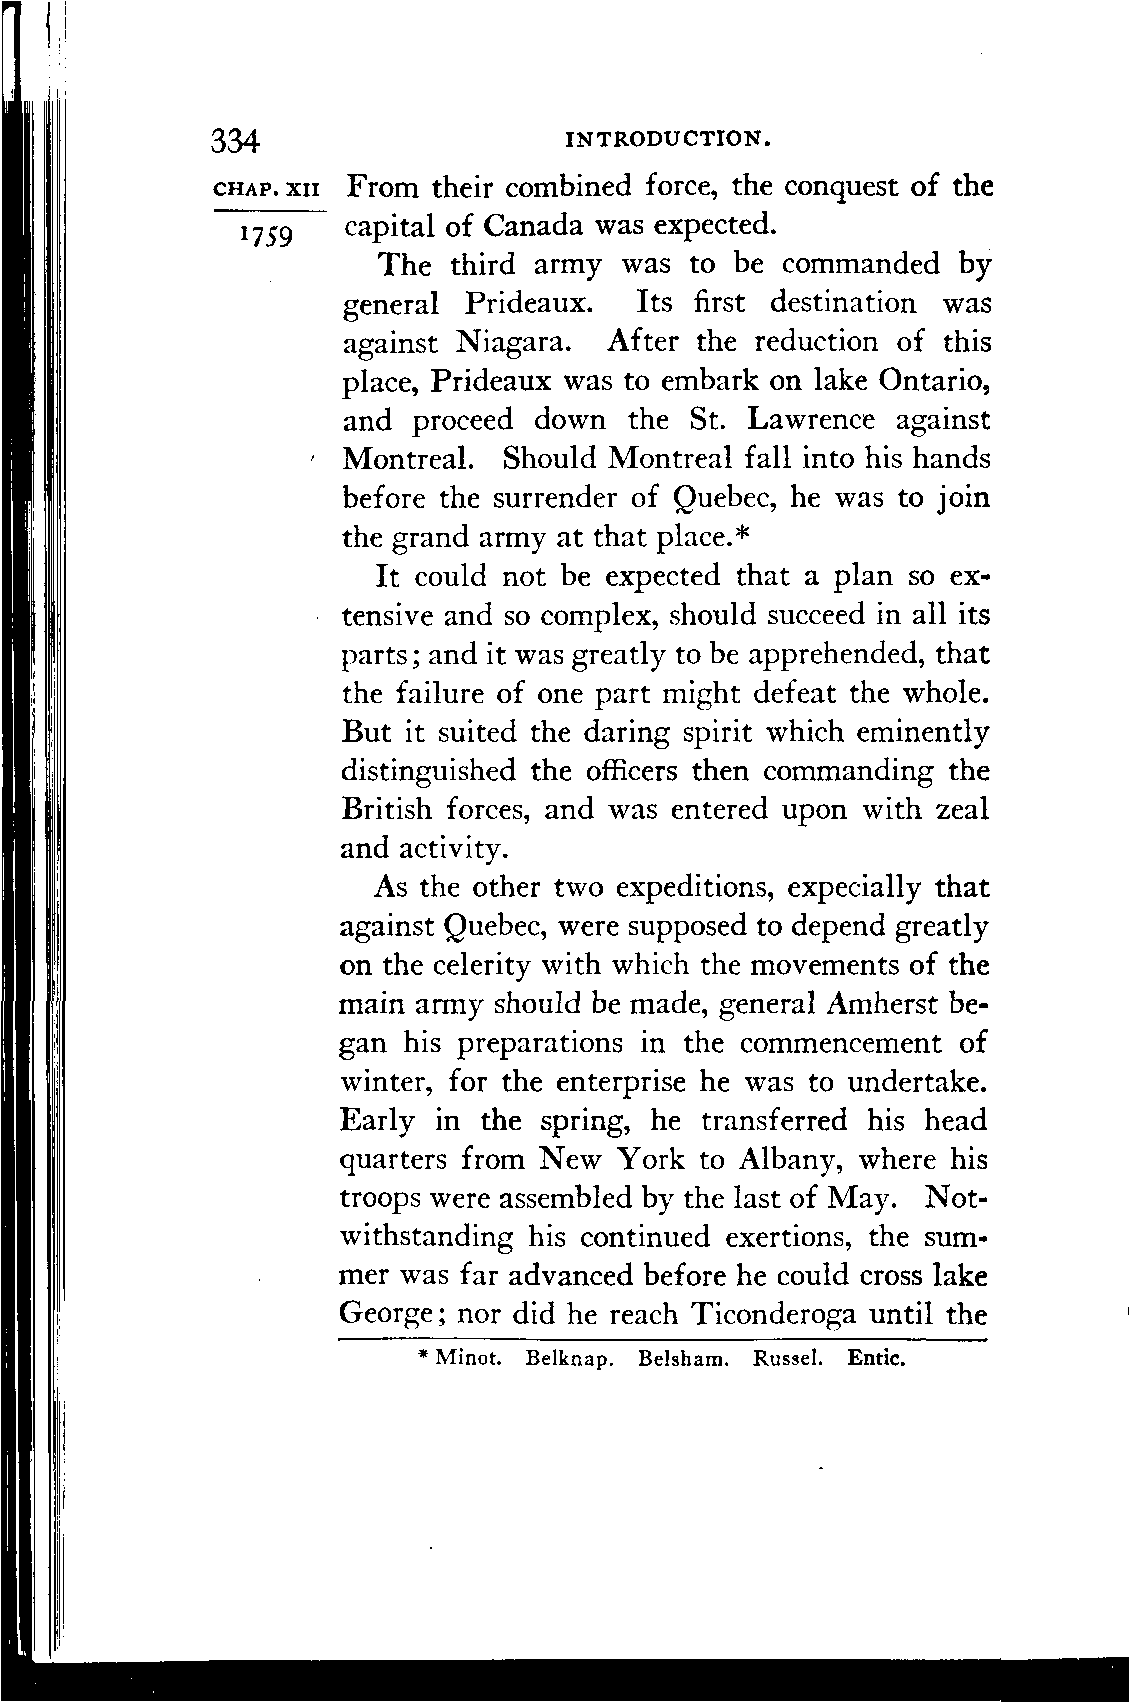 334 INTRODUCTION.
CHAP. XII From their combined force, the conquest of the
1759 capital of Canada was expected.
The third army was to be commanded by
general Prideaux. Its first destination was
against Niagara. After the reduction of this
place, Prideaux was to embark on lake Ontario,
and proceed down the St. Lawrence against
Montreal. Should Montreal fall into his hands
before the surrender of Quebec, he was to join
the grand army at that place.*
It could not be expected that a plan so ex-
tensive and so complex, should succeed in all its
parts; and it was greatly to be apprehended, that
the failure of one part might defeat the whole.
But it suited the daring spirit which eminently
distinguished the officers then commanding the
British forces, and was entered upon with zeal
and activity.
As the other two expeditions, expecially that
against Quebec, were supposed to depend greatly
on the celerity with which the movements of the
main army should be made, general Amherst be-
gan his preparations in the commencement of
winter, for the enterprise he was to undertake.
Early in the spring, he transferred his head
quarters from New York to Albany, where his
troops were assembled by the last of May. Not-
withstanding his continued exertions, the sum-
mer was far advanced before he could cross lake
George; nor did he reach Ticonderoga until the
* Minot. Belknap. Belsham. Russel. Entic.